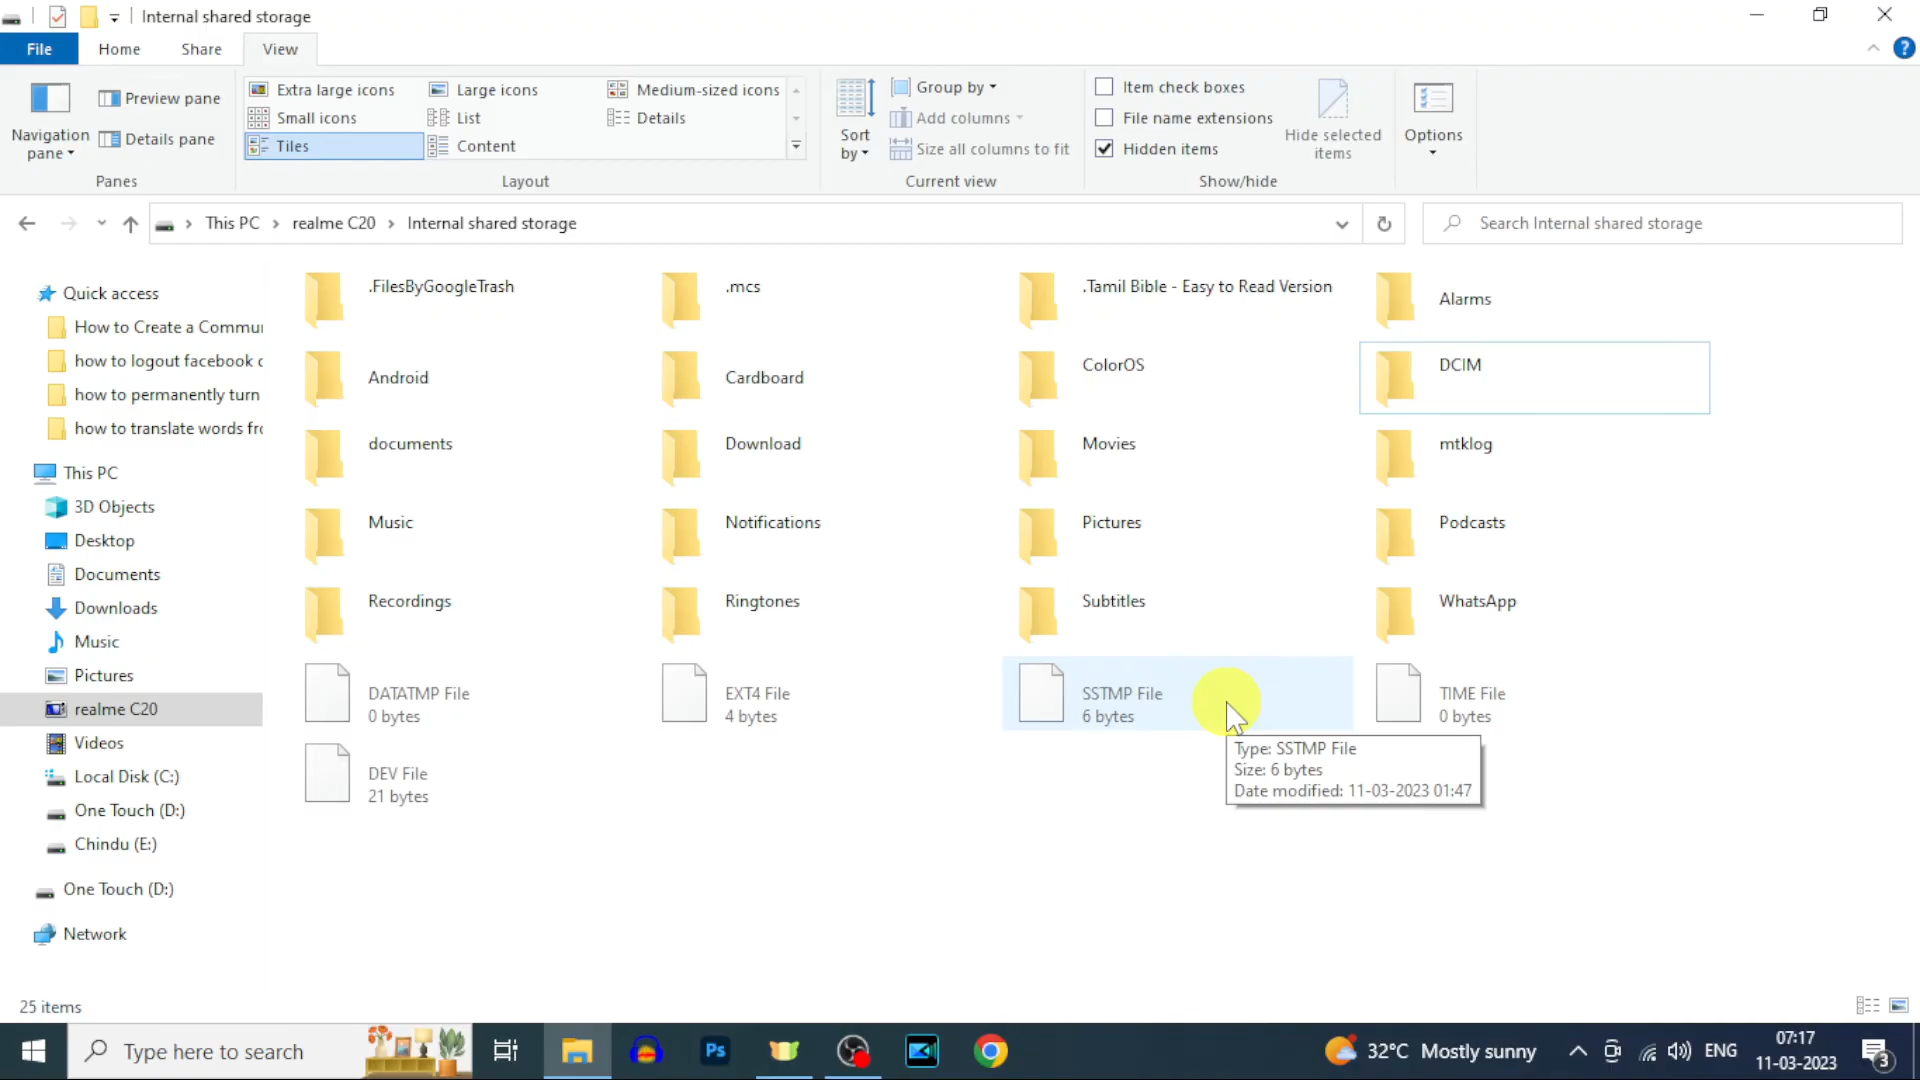 Internal shared storage
File Home Share View
Navigation pane
Preview pane
Details pane
Panes
Extra large icons Large icons Medium-sized icons
Small icons List Details
Tiles Content
Layout
Sort by
Group by
Add columns
Size all columns to fit
Current view
Item check boxes
File name extensions
Hidden items
Hide selected items
Show/hide
Options
This PC › realme C20 › Internal shared storage
Search Internal shared storage
Quick access
How to Create a Commu
how to logout facebook
how to permanently turn
how to translate words
This PC
3D Objects
Desktop
Documents
Downloads
Music
Pictures
realme C20
Videos
Local Disk (C:)
One Touch (D:)
Chindu (E:)
One Touch (D:)
Network
.FilesByGoogleTrash .mcs .Tamil Bible - Easy to Read Version Alarms
Android Cardboard ColorOS DCIM
documents Download Movies mtklog
Music Notifications Pictures Podcasts
Recordings Ringtones Subtitles WhatsApp
DATATMP File EXT4 File SSTMP File TIME File
0 bytes 4 bytes 6 bytes 0 bytes
DEV File
21 bytes
Type: SSTMP File
Size: 6 bytes
Date modified: 11-03-2023 01:47
25 items
Type here to search
Ps
32°C Mostly sunny
ENG
07:17
11-03-2023
3